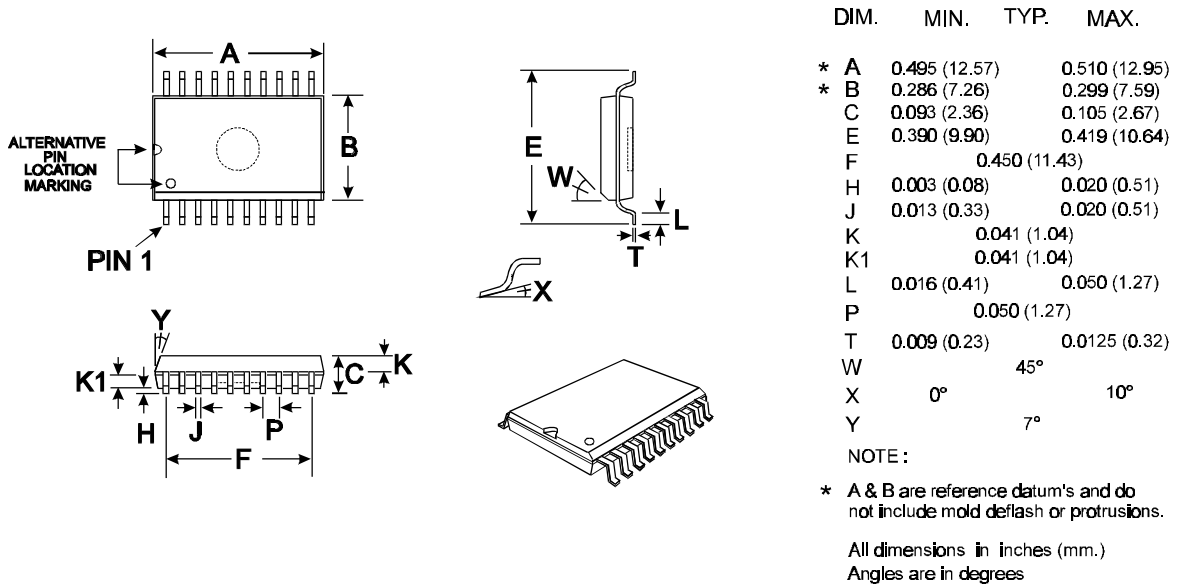 A
B
ALTERNATIVE
PIN
LOCATION
MARKING
PIN 1
E
W
L
T
X
Y
K
K1
C
H
J
P
F
DIM. MIN. TYP. MAX.
* A 0.495 (12.57) 0.510 (12.95)
* B 0.286 (7.26) 0.299 (7.59)
C 0.093 (2.36) 0.105 (2.67)
E 0.390 (9.90) 0.419 (10.64)
F 0.450 (11.43)
H 0.003 (0.08) 0.020 (0.51)
J 0.013 (0.33) 0.020 (0.51)
K 0.041 (1.04)
K1 0.041 (1.04)
L 0.016 (0.41) 0.050 (1.27)
P 0.050 (1.27)
T 0.009 (0.23) 0.0125 (0.32)
W 45°
X 0° 10°
Y 7°
NOTE :
* A & B are reference datum's and do
not include mold deflash or protrusions.
All dimensions in inches (mm.)
Angles are in degrees